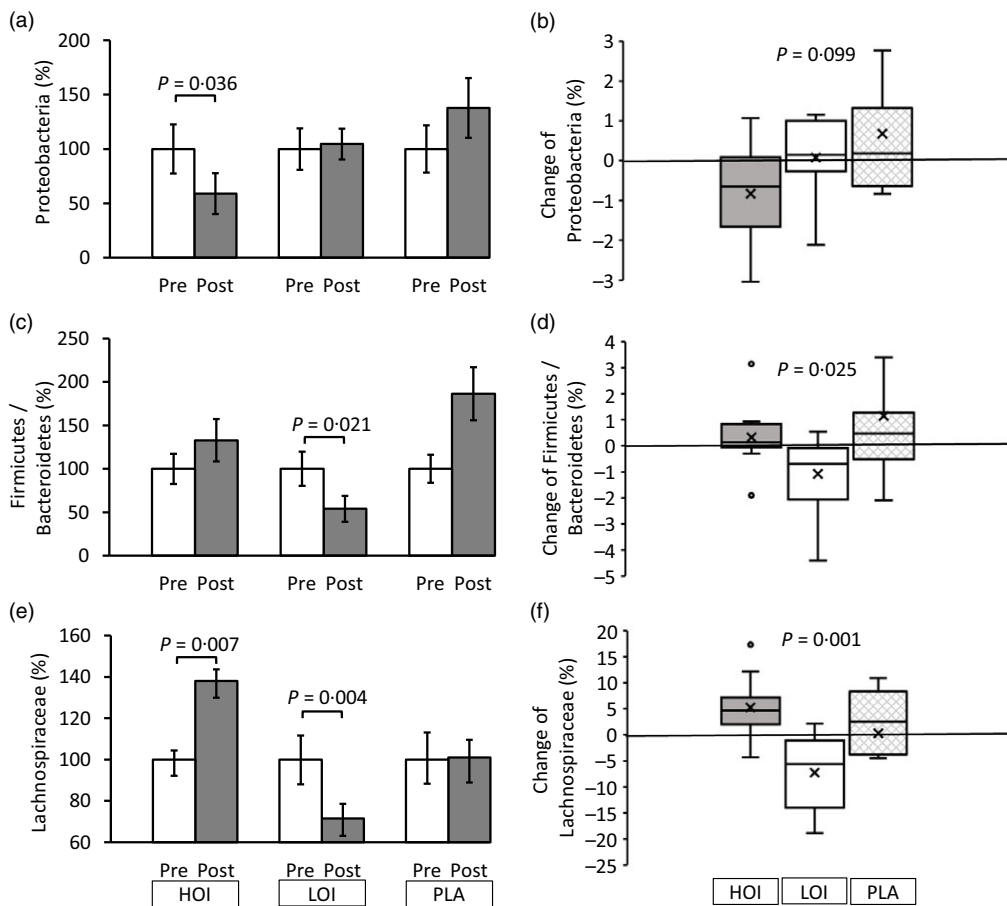 (a)
200
150
100
50
0
Proteobacteria (%)
P = 0·036
Pre Post
Pre Post
Pre Post
(b)
3
2
1
0
–1
–2
–3
Change of
Proteobacteria (%)
P = 0·099
(c)
250
200
150
100
50
0
Firmicutes /
Bacteroidetes (%)
P = 0·021
Pre Post
Pre Post
Pre Post
(d)
4
3
2
1
0
–1
–2
–3
–4
–5
Change of Firmicutes /
Bacteroidetes (%)
P = 0·025
(e)
160
140
120
100
80
60
Lachnospiraceae (%)
P = 0·007
P = 0·004
Pre Post
Pre Post
Pre Post
HOI
LOI
PLA
(f)
20
15
10
5
0
–5
–10
–15
–20
–25
Change of
Lachnospiraceae (%)
P = 0·001
HOI
LOI
PLA